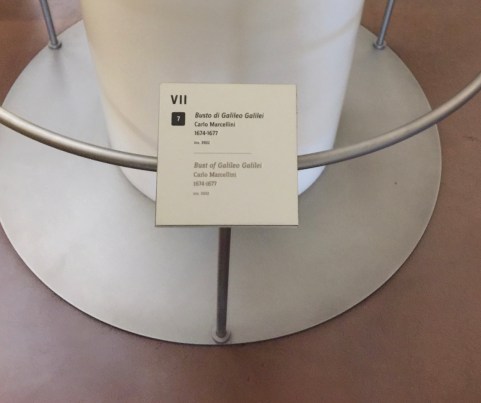 VII
7
Busto di Galileo Galilei
Carlo Marcellini
1674-1677
Bust of Galileo Galilei
Carlo Marcellini
1674-1677